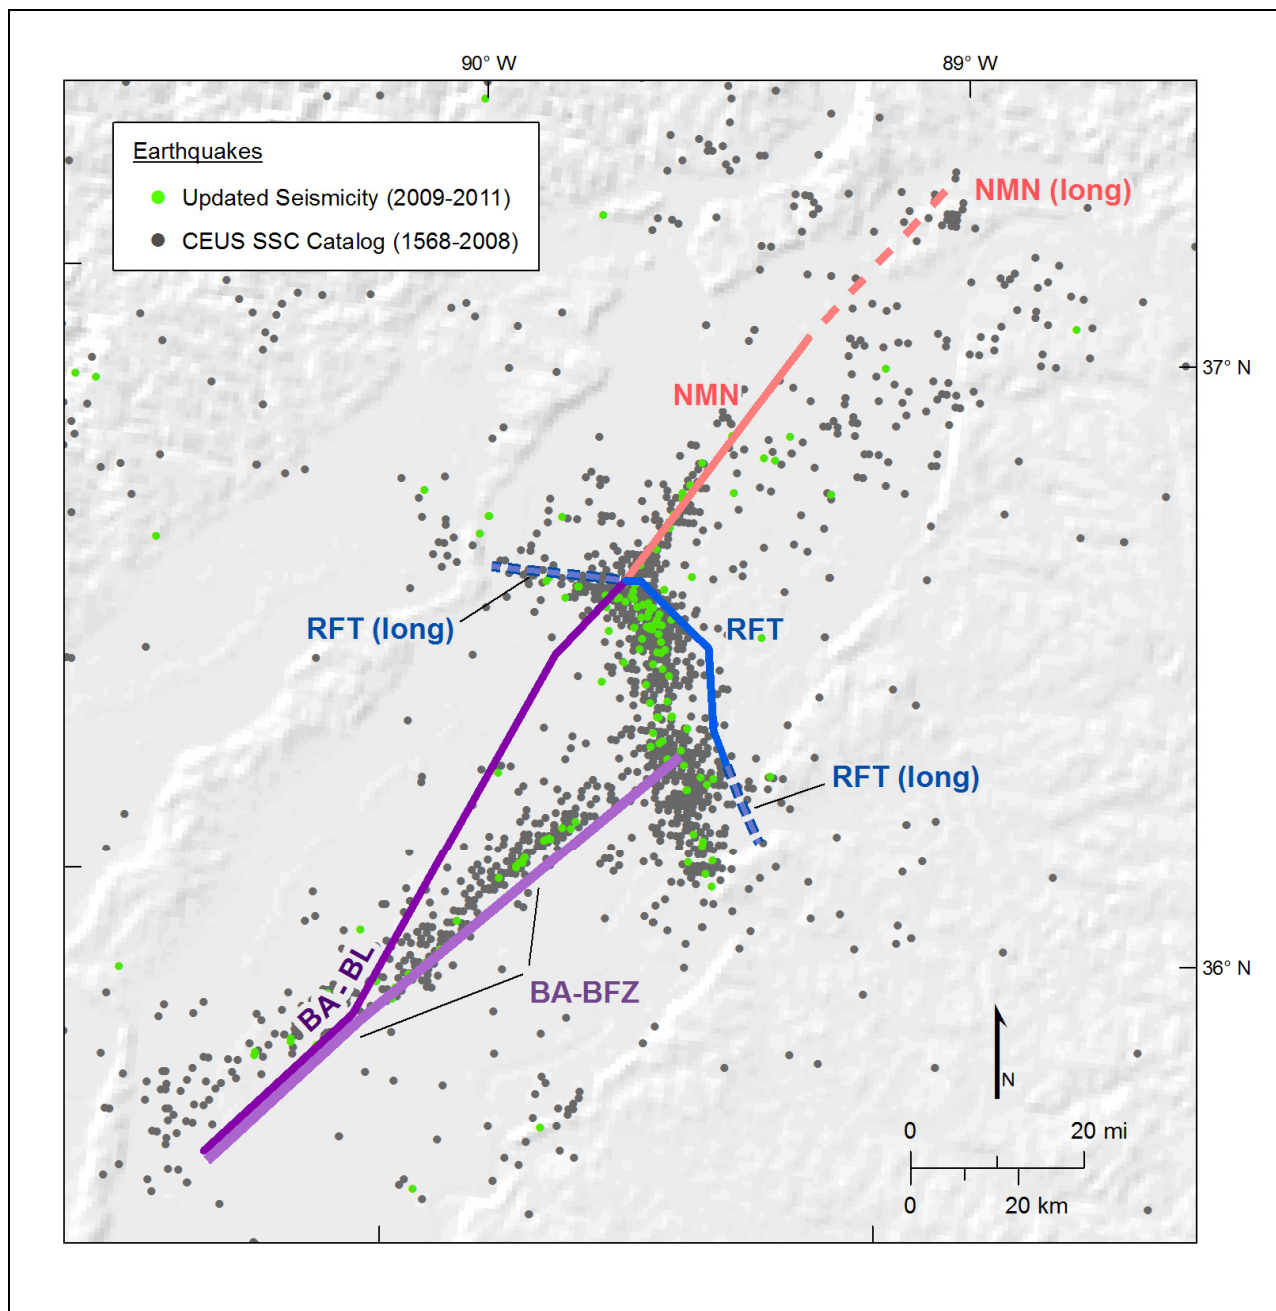 90° W
89° W
Earthquakes
Updated Seismicity (2009-2011)
CEUS SSC Catalog (1568-2008)
NMN (long)
37° N
NMN
RFT (long)
RFT
RFT (long)
BA - BL
BA-BFZ
36° N
N
0
20 mi
0
20 km